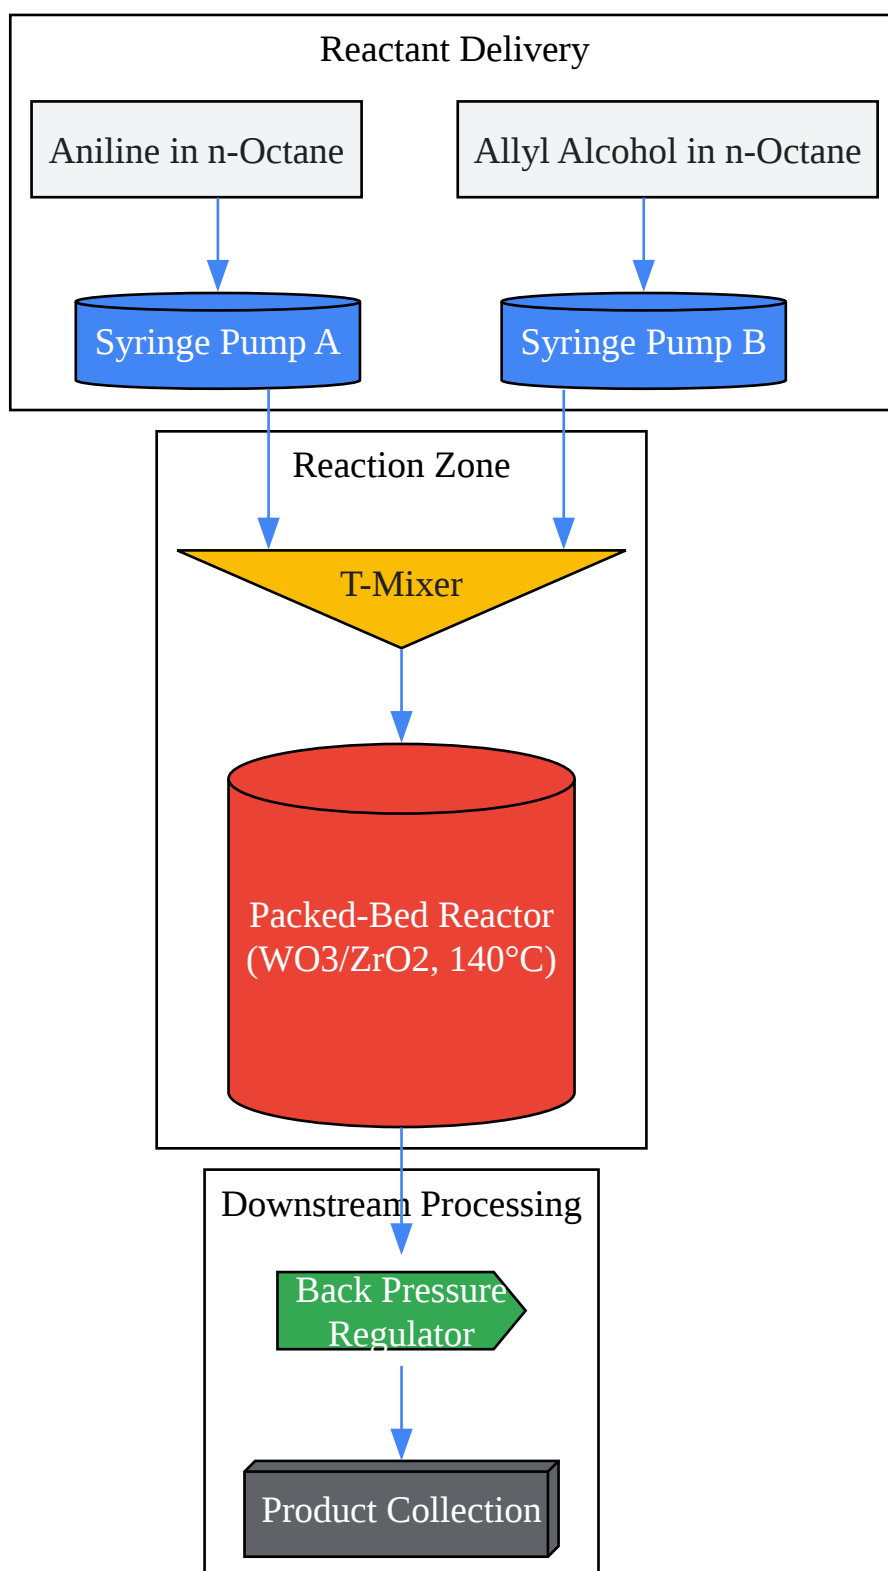 Reactant Delivery
Aniline in n-Octane
Allyl Alcohol in n-Octane
Syringe Pump A
Syringe Pump B
Reaction Zone
T-Mixer
Packed-Bed Reactor
(WO3/ZrO2, 140°C)
Downstream Processing
Back Pressure
Regulator
Product Collection